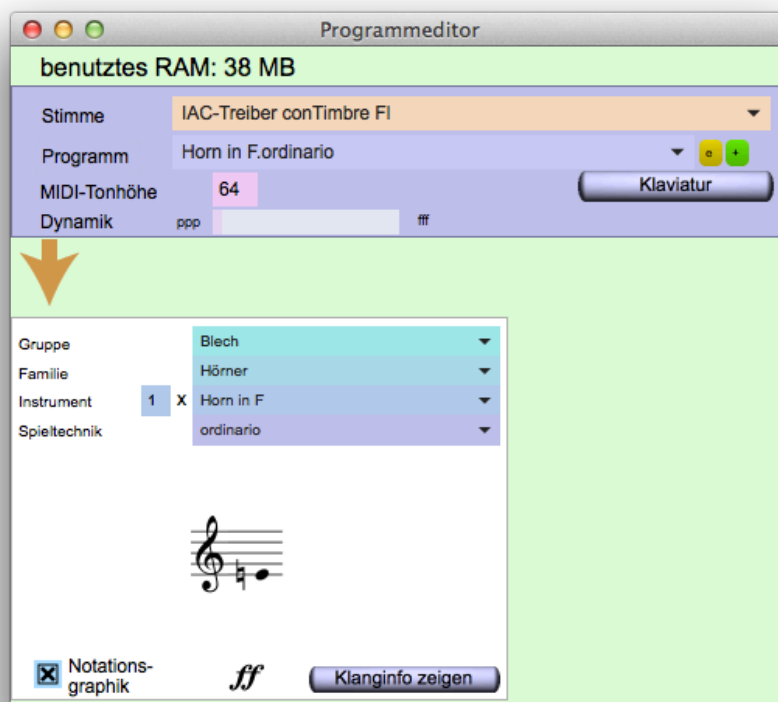 Programmeditor
benutztes RAM: 38 MB
Stimme IAC-Treiber conTimbre Fl
Programm Horn in F.ordinario e +
MIDI-Tonhöhe 64 Klaviatur
Dynamik ppp fff
Gruppe Blech
Familie Hörner
Instrument 1 X Horn in F
Spieltechnik ordinario
Notations-
graphik
ff Klanginfo zeigen